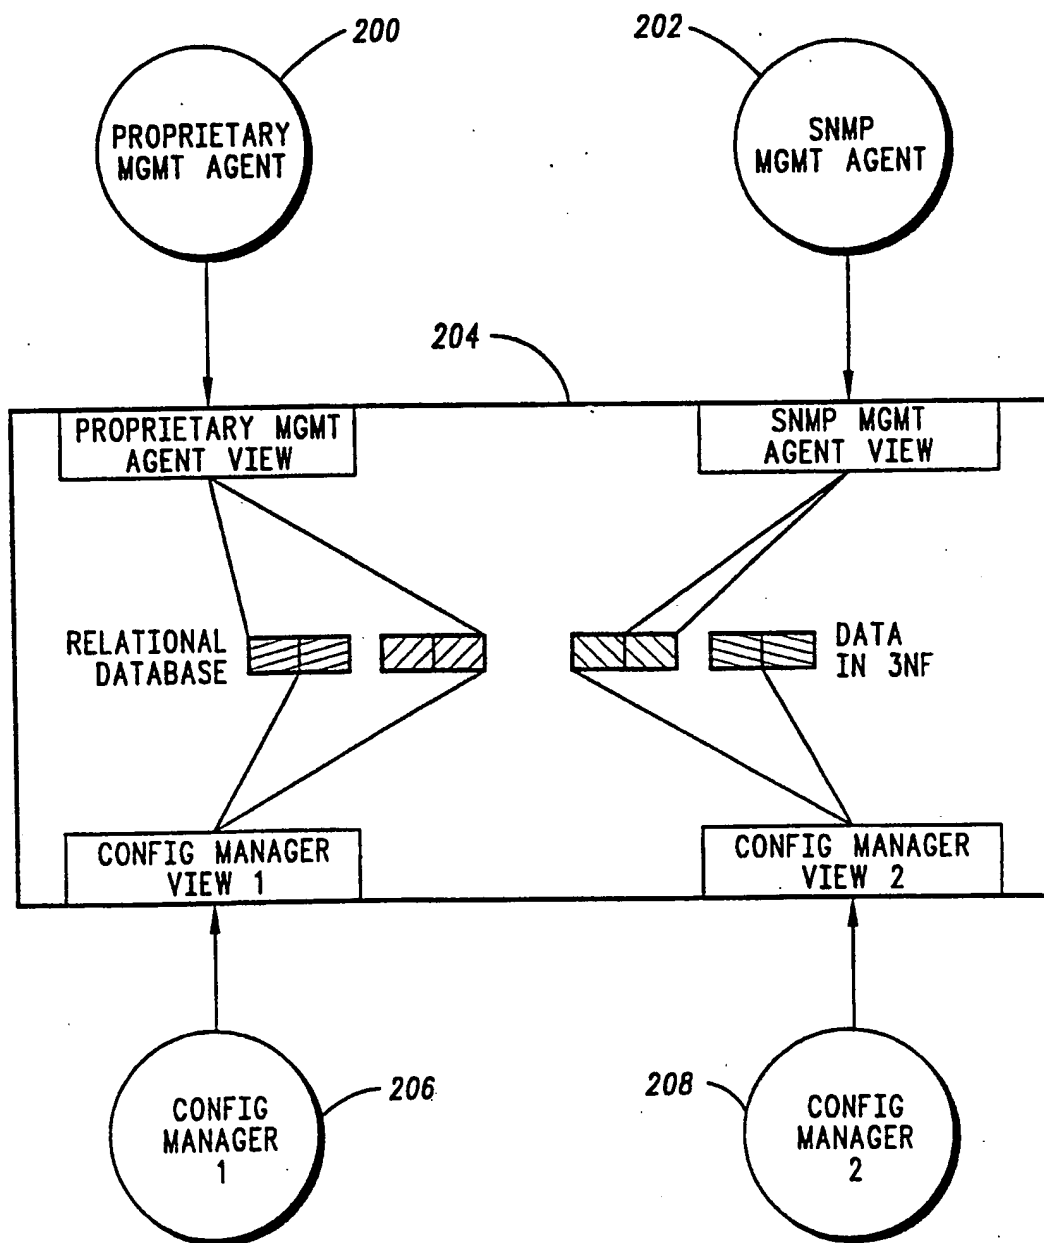 200
202
PROPRIETARY
MGMT AGENT
SNMP
MGMT AGENT
204
PROPRIETARY MGMT
AGENT VIEW
SNMP MGMT
AGENT VIEW
RELATIONAL
DATABASE
DATA
IN 3NF
CONFIG MANAGER
VIEW 1
CONFIG MANAGER
VIEW 2
206
208
CONFIG
MANAGER
1
CONFIG
MANAGER
2